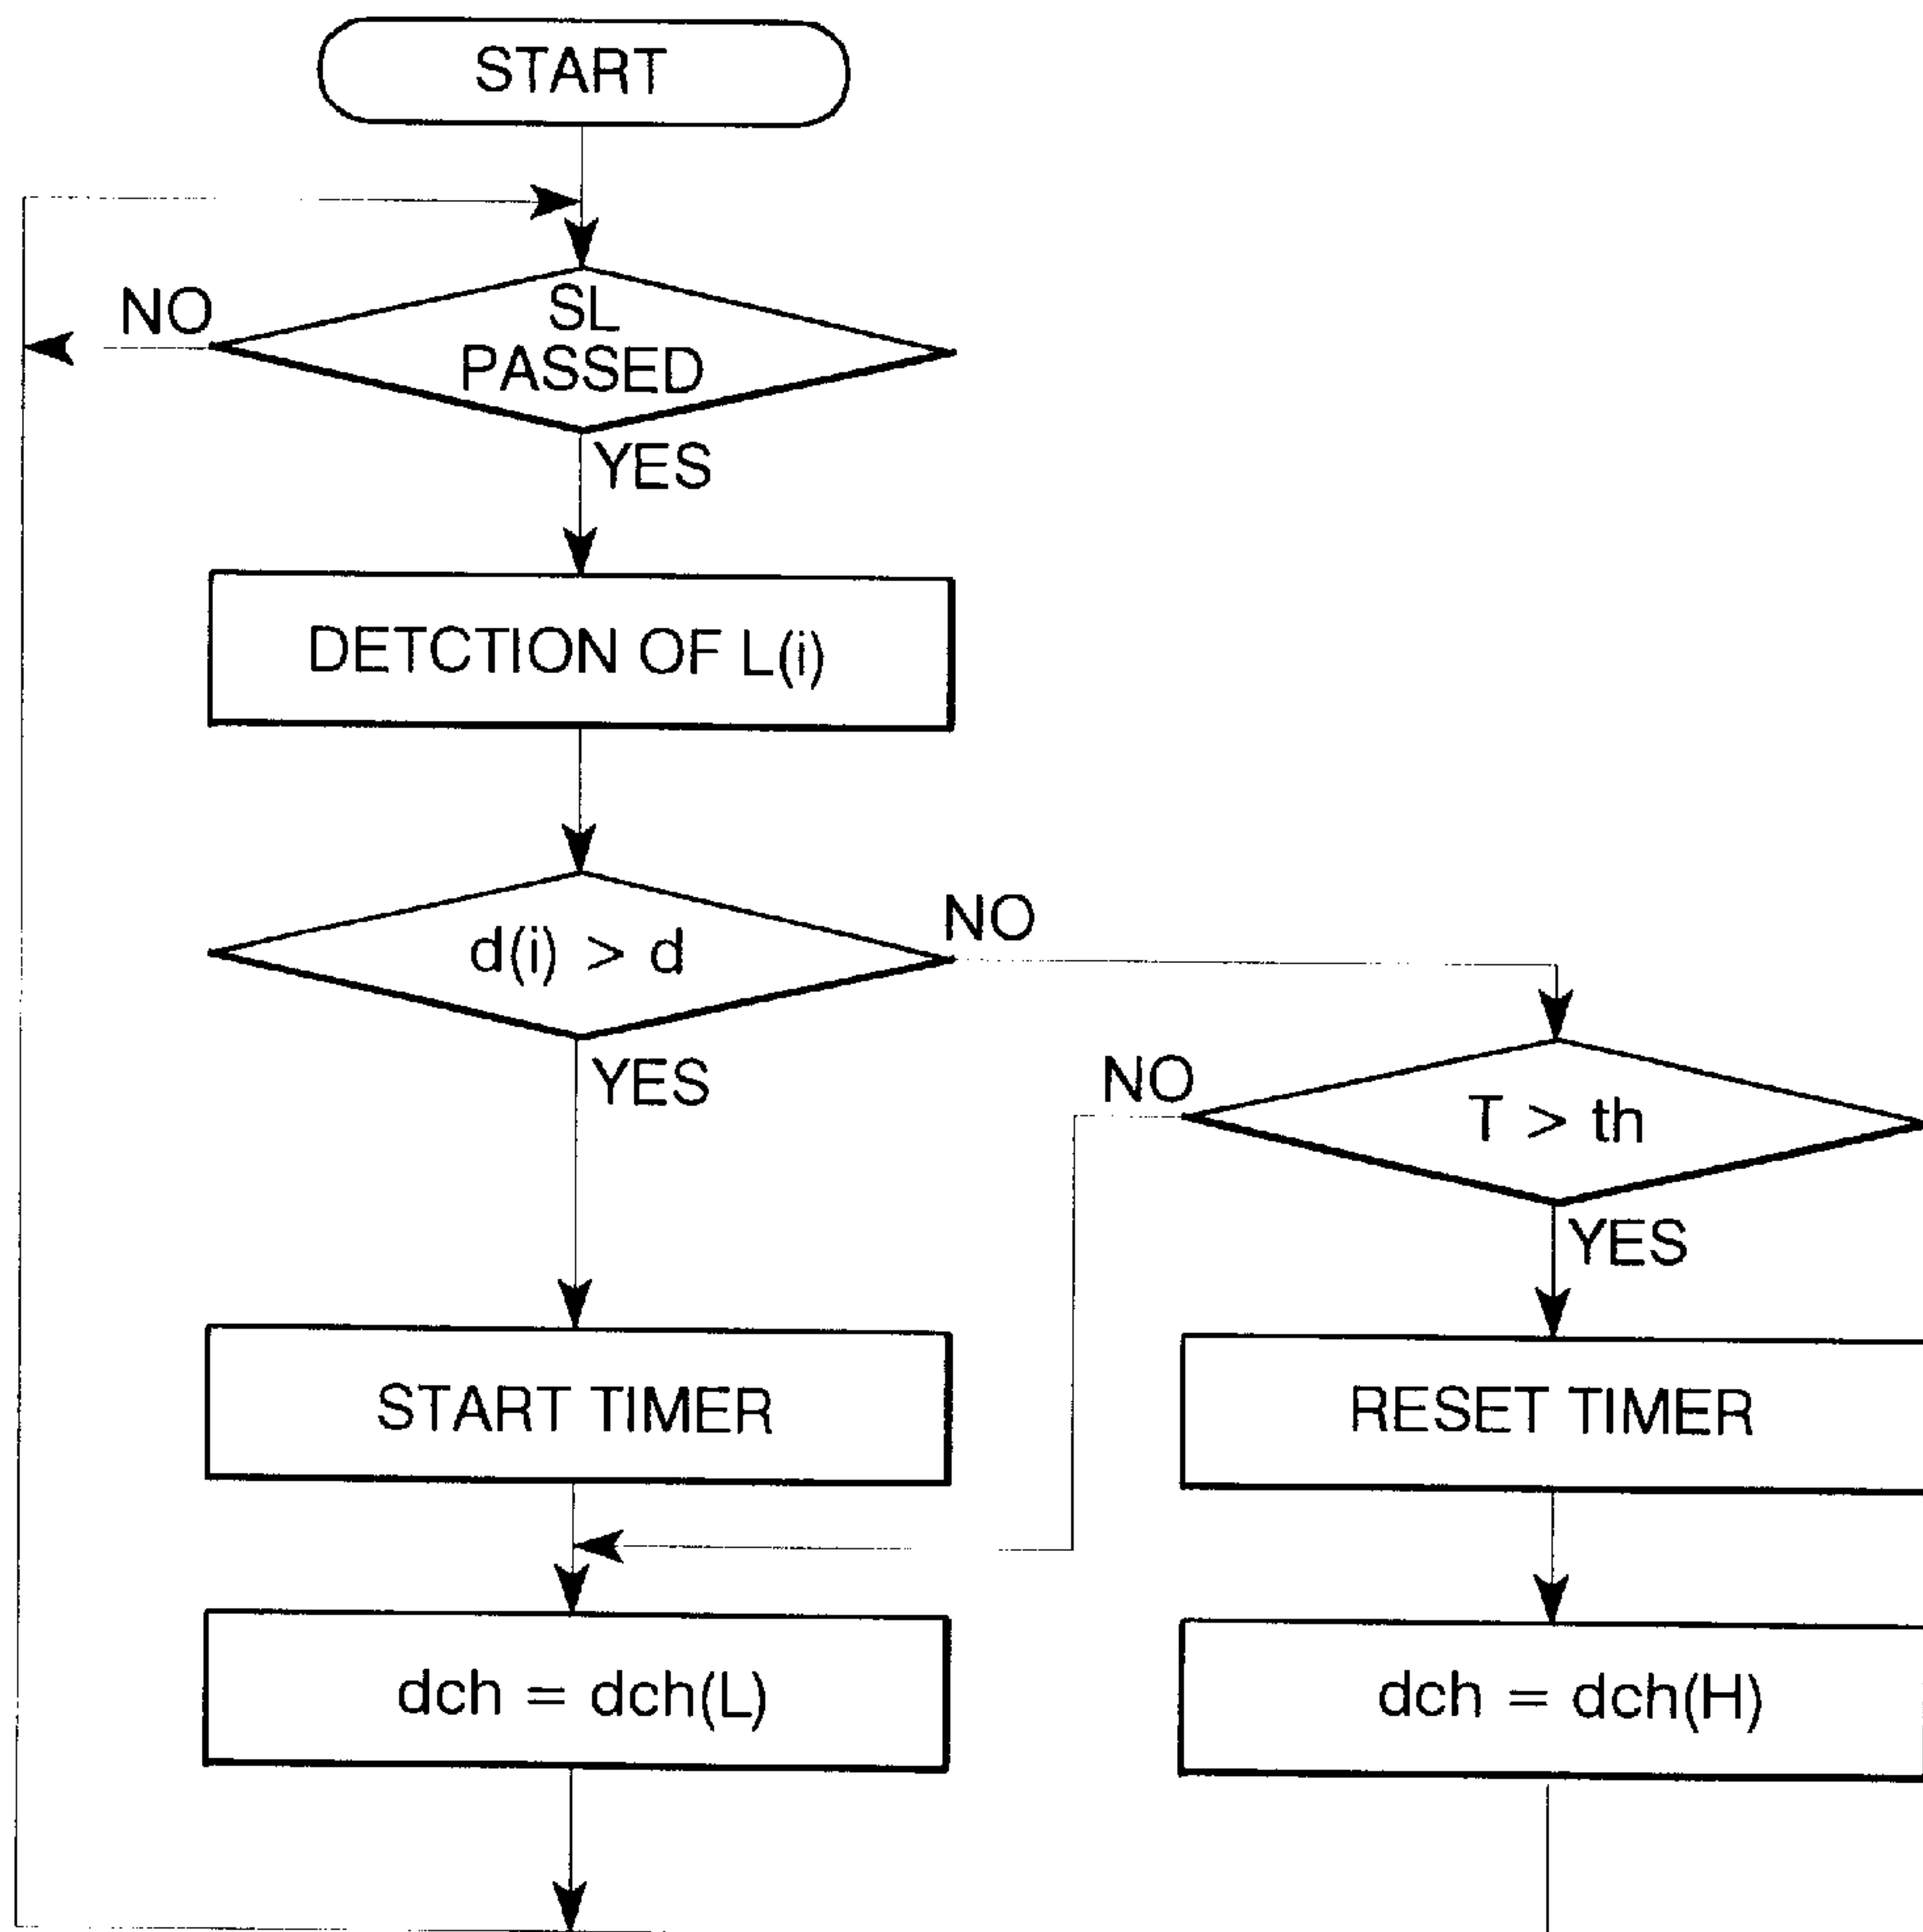 START
NO
SL
PASSED
YES
DETCTION OF L(i)
d(i) > d
NO
YES
NO
T > th
YES
START TIMER
RESET TIMER
dch = dch(L)
dch = dch(H)